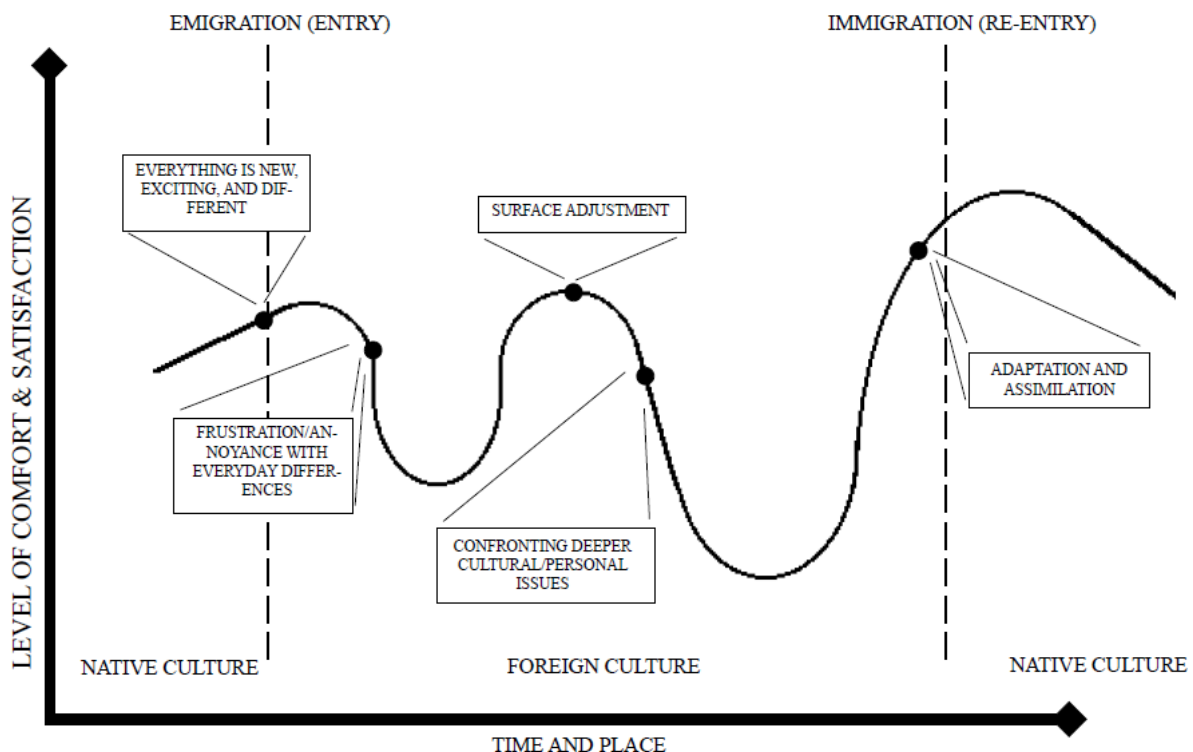 EMIGRATION (ENTRY)
IMMIGRATION (RE-ENTRY)
EVERYTHING IS NEW,
EXCITING, AND DIF-
FERENT
SURFACE ADJUSTMENT
ADAPTATION AND
ASSIMILATION
FRUSTRATION/AN-
NOYANCE WITH
EVERYDAY DIFFER-
ENCES
CONFRONTING DEEPER
CULTURAL/PERSONAL
ISSUES
LEVEL OF COMFORT & SATISFACTION
NATIVE CULTURE
FOREIGN CULTURE
NATIVE CULTURE
TIME AND PLACE